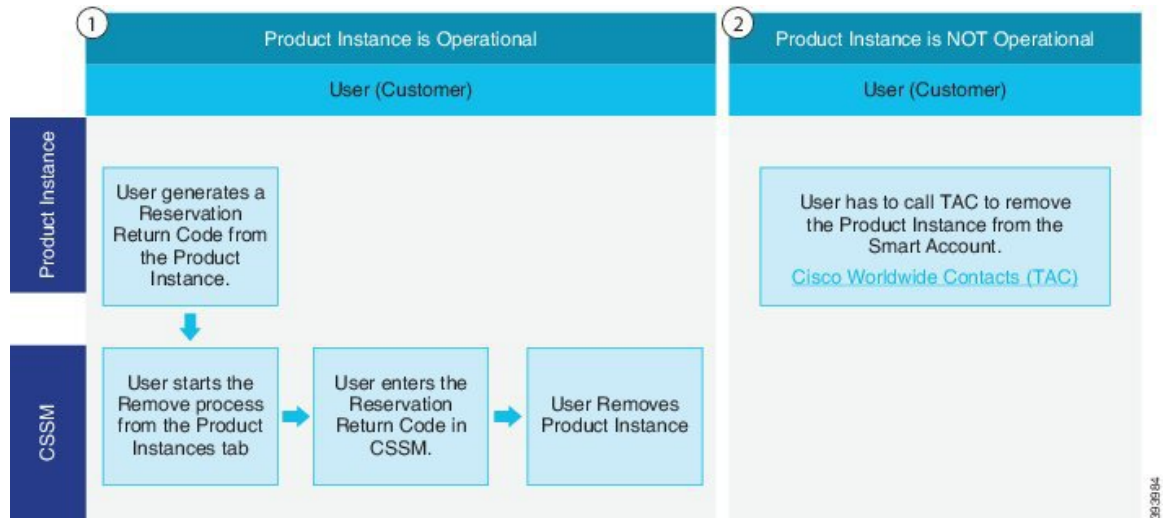 1
Product Instance is Operational
User (Customer)
2
Product Instance is NOT Operational
User (Customer)
Product Instance
User generates a
Reservation
Return Code from
the Product
Instance.
User has to call TAC to remove
the Product Instance from the
Smart Account.
Cisco Worldwide Contacts (TAC)
CSSM
User starts the
Remove process
from the Product
Instances tab
User enters the
Reservation
Return Code in
CSSM.
User Removes
Product Instance
393984